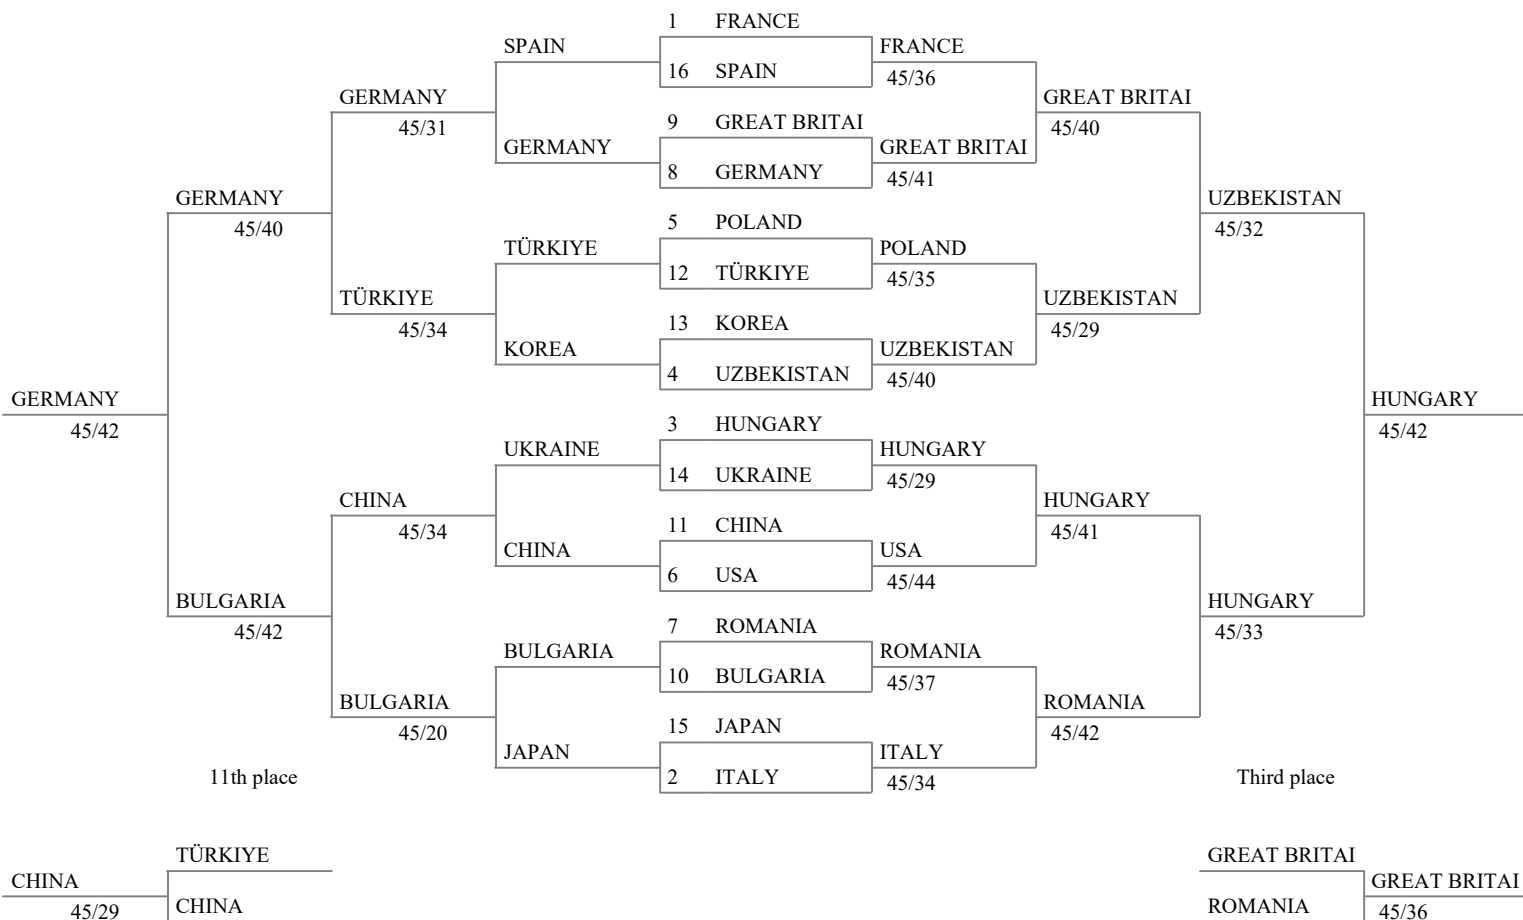 1 FRANCE
SPAIN FRANCE
16 SPAIN 45/36
GERMANY GREAT BRITAI
45/31 9 GREAT BRITAI 45/40
GERMANY GREAT BRITAI
8 GERMANY 45/41
GERMANY UZBEKISTAN
45/40 5 POLAND 45/32
TÜRKIYE POLAND
12 TÜRKIYE 45/35
TÜRKIYE UZBEKISTAN
45/34 13 KOREA 45/29
KOREA UZBEKISTAN
4 UZBEKISTAN 45/40
GERMANY HUNGARY
45/42 3 HUNGARY 45/42
UKRAINE HUNGARY
14 UKRAINE 45/29
CHINA HUNGARY
45/34 11 CHINA 45/41
CHINA USA
6 USA 45/44
BULGARIA HUNGARY
45/42 7 ROMANIA 45/33
BULGARIA ROMANIA
10 BULGARIA 45/37
BULGARIA ROMANIA
45/20 15 JAPAN 45/42
JAPAN ITALY
11th place 2 ITALY 45/34 Third place
TÜRKIYE GREAT BRITAI
CHINA GREAT BRITAI
45/29 CHINA ROMANIA 45/36